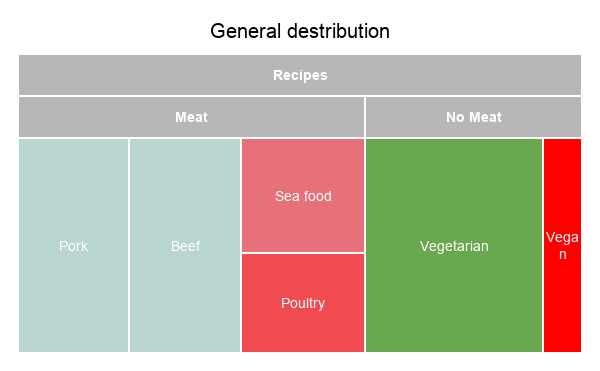 General destribution
Recipes
Meat
No Meat
Pork
Beef
Sea food
Poultry
Vegetarian
Vega
n